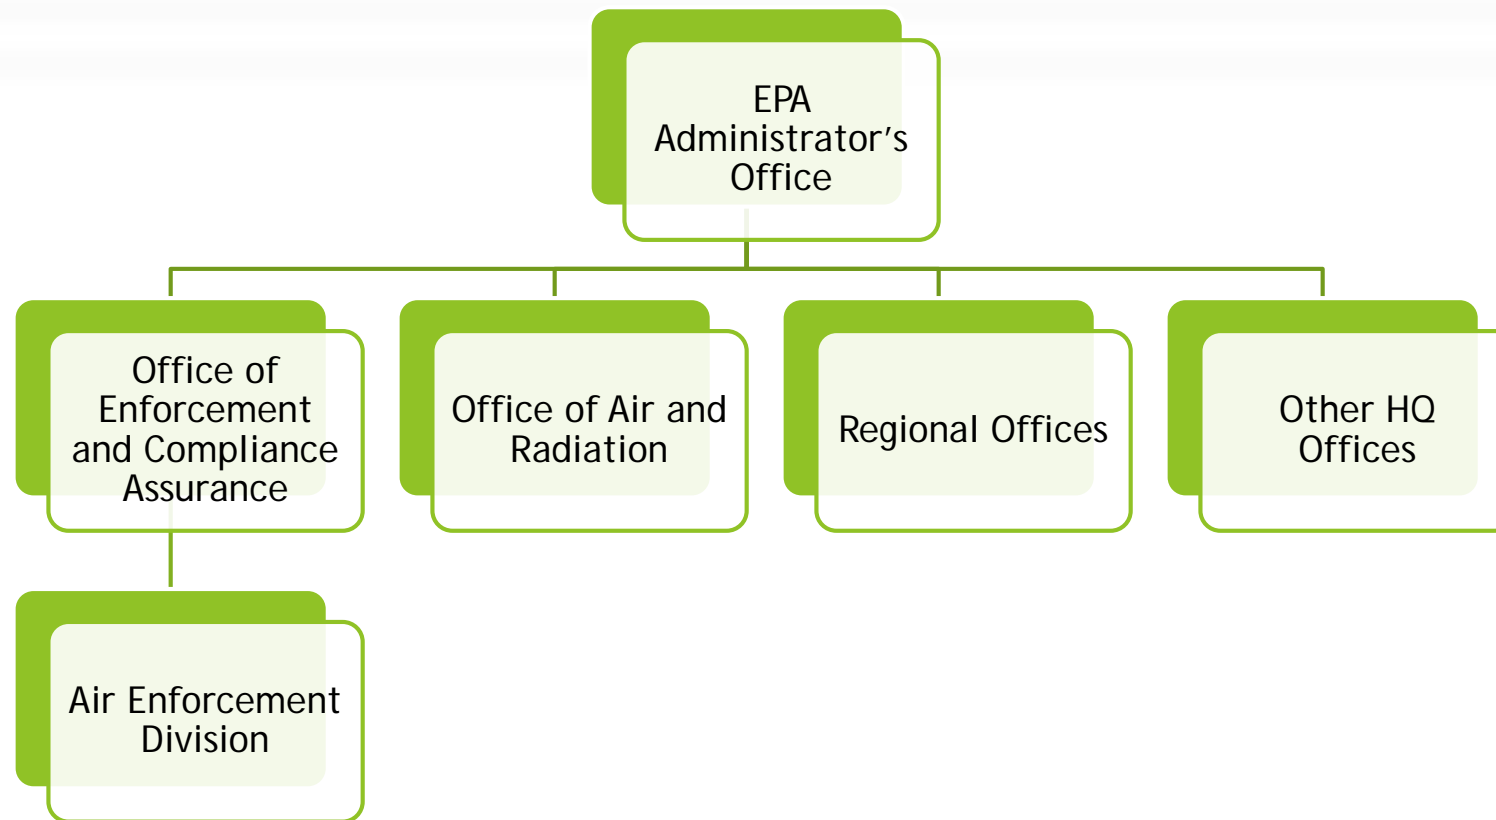 EPA
Administrator’s
Office
Office of
Enforcement
and Compliance
Assurance
Office of Air and
Radiation
Regional Offices
Other HQ
Offices
Air Enforcement
Division